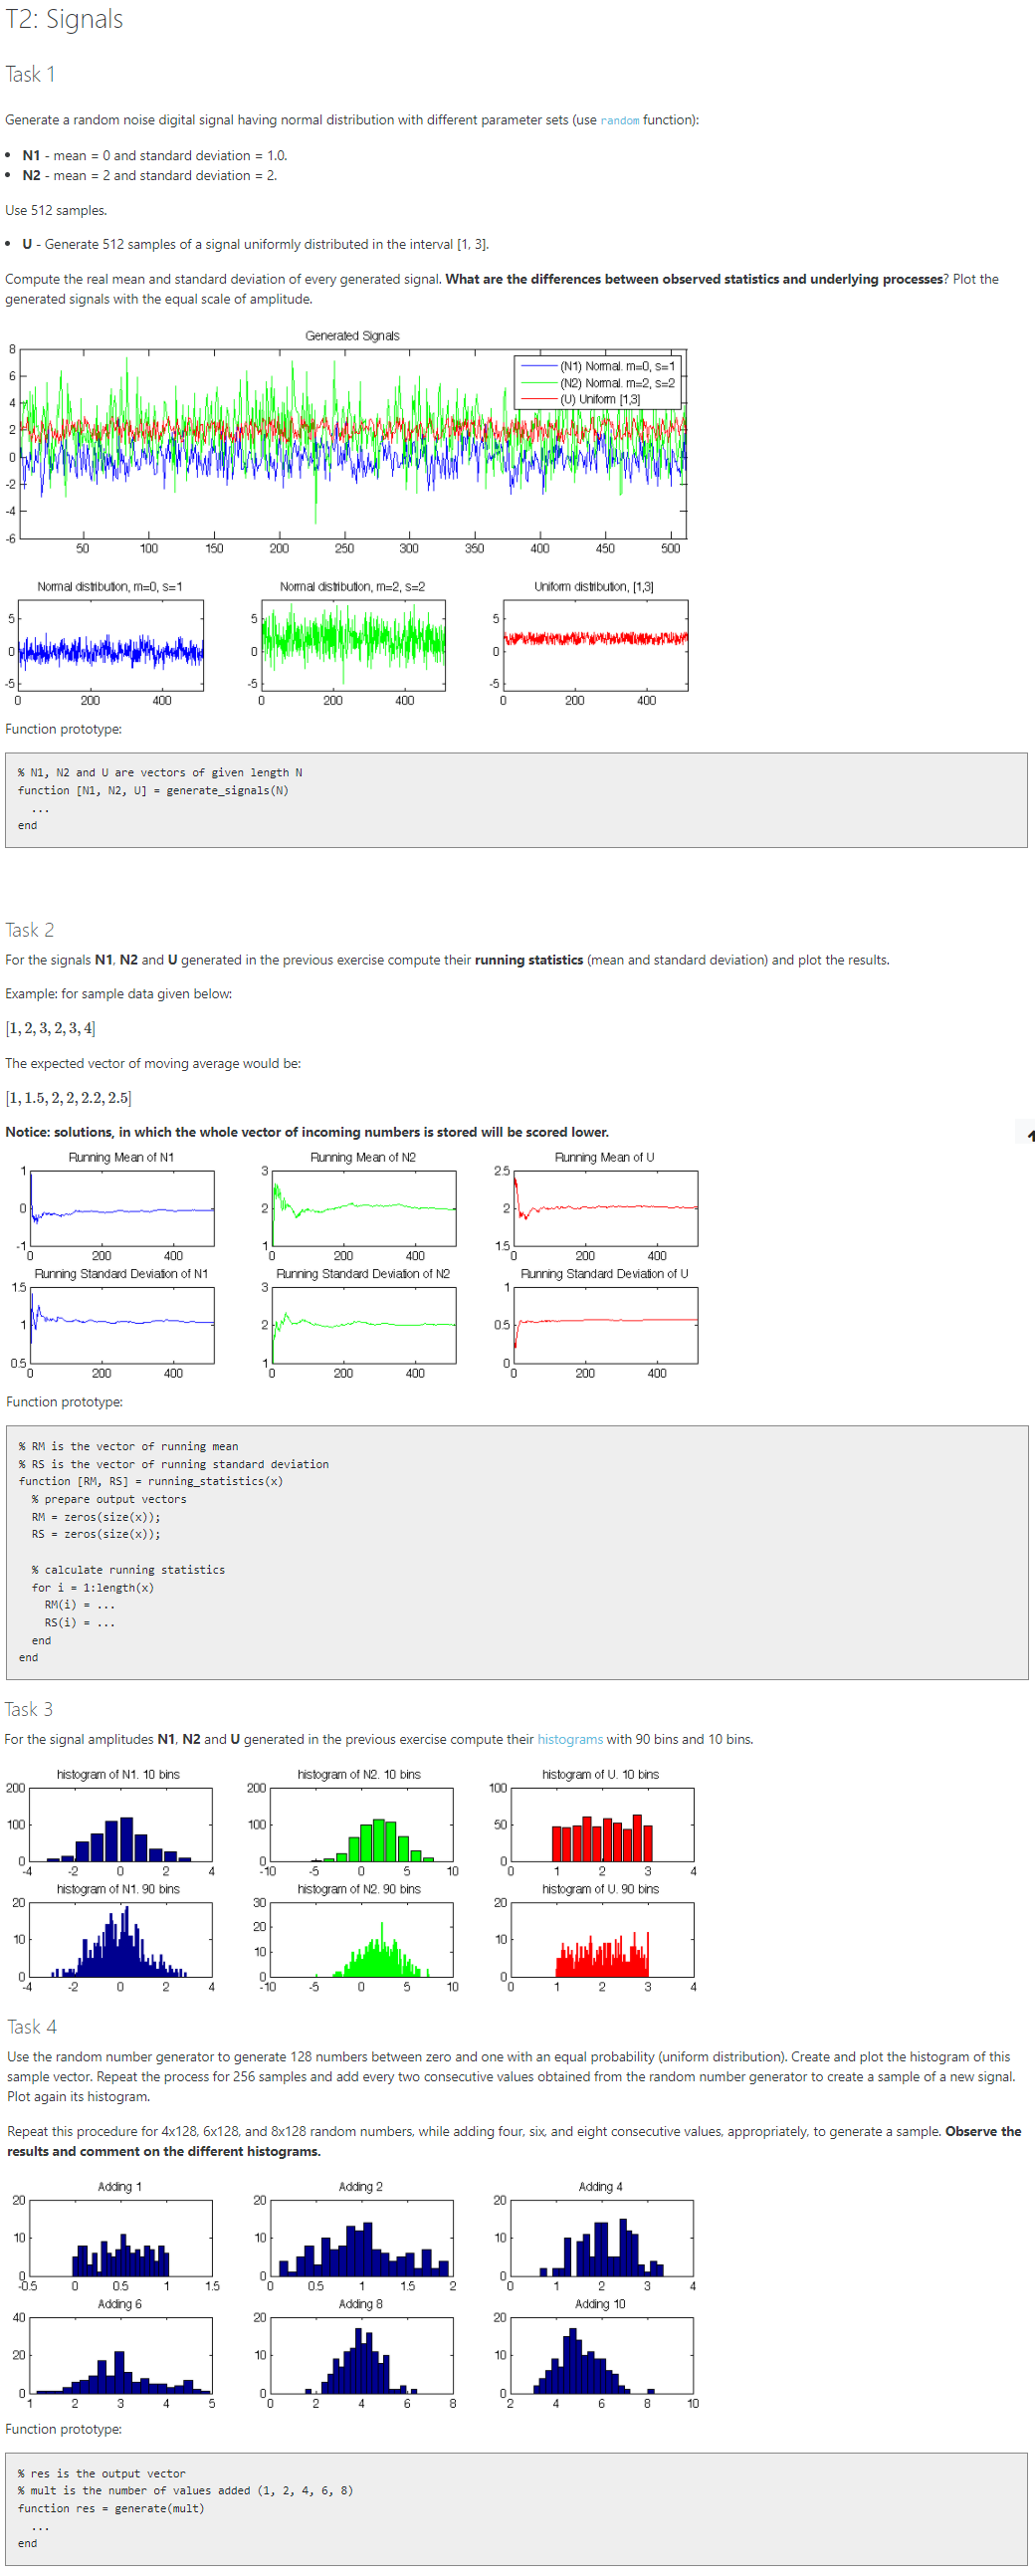 T2: Signals
Task 1
Generate a random noise digital signal having normal distribution with different parameter sets (use random function):
• N1 - mean = 0 and standard deviation = 1.0.
• N2 - mean = 2 and standard deviation = 2.
Use 512 samples.
• U - Generate 512 samples of a signal uniformly distributed in the interval [1, 3].
Compute the real mean and standard deviation of every generated signal. What are the differences between observed statistics and underlying processes? Plot the
generated signals with the equal scale of amplitude.
Generated Signals
8
6
4
2
0
-2
-4
-6
(N1) Normal. m=0, s=1
(N2) Normal. m=2, s=2
(U) Uniform [1,3]
50 100 150 200 250 300 350 400 450 500
Normal distribution, m=0, s=1 Normal distribution, m=2, s=2 Uniform distribution, [1,3]
5 5 5
0 0 0
-5 -5 -5
0 200 400 0 200 400 0 200 400
Function prototype:
% N1, N2 and U are vectors of given length N
function [N1, N2, U] = generate_signals(N)
...
end
Task 2
For the signals N1, N2 and U generated in the previous exercise compute their running statistics (mean and standard deviation) and plot the results.
Example: for sample data given below:
[1, 2, 3, 2, 3, 4]
The expected vector of moving average would be:
[1, 1.5, 2, 2, 2.2, 2.5]
Notice: solutions, in which the whole vector of incoming numbers is stored will be scored lower.
Running Mean of N1 Running Mean of N2 Running Mean of U
1 3 2.5
0 2 2
-1 1 1.5
0 200 400 0 200 400 0 200 400
Running Standard Deviation of N1 Running Standard Deviation of N2 Running Standard Deviation of U
1.5 3 1
1 2 0.5
0.5 1 0
0 200 400 0 200 400 0 200 400
Function prototype:
% RM is the vector of running mean
% RS is the vector of running standard deviation
function [RM, RS] = running_statistics(x)
% prepare output vectors
RM = zeros(size(x));
RS = zeros(size(x));
% calculate running statistics
for i = 1:length(x)
RM(i) = ...
RS(i) = ...
end
end
Task 3
For the signal amplitudes N1, N2 and U generated in the previous exercise compute their histograms with 90 bins and 10 bins.
histogram of N1. 10 bins histogram of N2. 10 bins histogram of U. 10 bins
200 200 100
100 100 50
0 0 0
-4 -2 0 2 4 -10 -5 0 5 10 0 1 2 3 4
histogram of N1. 90 bins histogram of N2. 90 bins histogram of U. 90 bins
20 30 20
10 20 10
0 10 0
0
-4 -2 0 2 4 -10 -5 0 5 10 0 1 2 3 4
Task 4
Use the random number generator to generate 128 numbers between zero and one with an equal probability (uniform distribution). Create and plot the histogram of this
sample vector. Repeat the process for 256 samples and add every two consecutive values obtained from the random number generator to create a sample of a new signal.
Plot again its histogram.
Repeat this procedure for 4x128, 6x128, and 8x128 random numbers, while adding four, six, and eight consecutive values, appropriately, to generate a sample. Observe the
results and comment on the different histograms.
Adding 1 Adding 2 Adding 4
20 20 20
10 10 10
0 0 0
-0.5 0 0.5 1 1.5 0 0.5 1 1.5 2 0 1 2 3 4
Adding 6 Adding 8 Adding 10
40 20 20
20 10 10
0 0 0
1 2 3 4 5 0 2 4 6 8 2 4 6 8 10
Function prototype:
% res is the output vector
% mult is the number of values added (1, 2, 4, 6, 8)
function res = generate(mult)
...
end